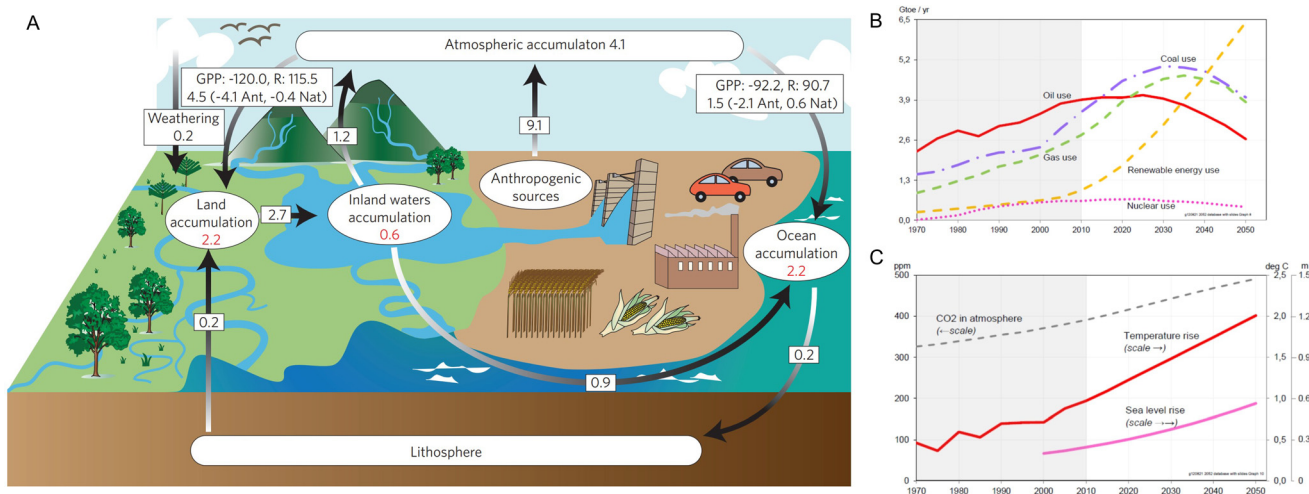 A
Atmospheric accumulaton 4.1
GPP: -120.0, R: 115.5
4.5 (-4.1 Ant, -0.4 Nat)
GPP: -92.2, R: 90.7
1.5 (-2.1 Ant, 0.6 Nat)
Weathering
0.2
1.2
9.1
Anthropogenic
sources
Land
accumulation
2.2
2.7
Inland waters
accumulation
0.6
Ocean
accumulation
2.2
0.2
0.9
0.2
Lithosphere
B
Gtoe / yr
6,5
5,2
3,9
2,6
1,3
0,0
Coal use
Oil use
Gas use
Renewable energy use
Nuclear use
1970 1980 1990 2000 2010 2020 2030 2040 2050
C
ppm
deg C
m
500
400
300
200
100
0
2,5
2,0
1,5
1,0
0,5
0,0
1.5
1.2
0.9
0.6
0.3
0
CO2 in atmosphere
(←scale)
Temperature rise
(scale →)
Sea level rise
(scale →→)
1970 1980 1990 2000 2010 2020 2030 2040 2050